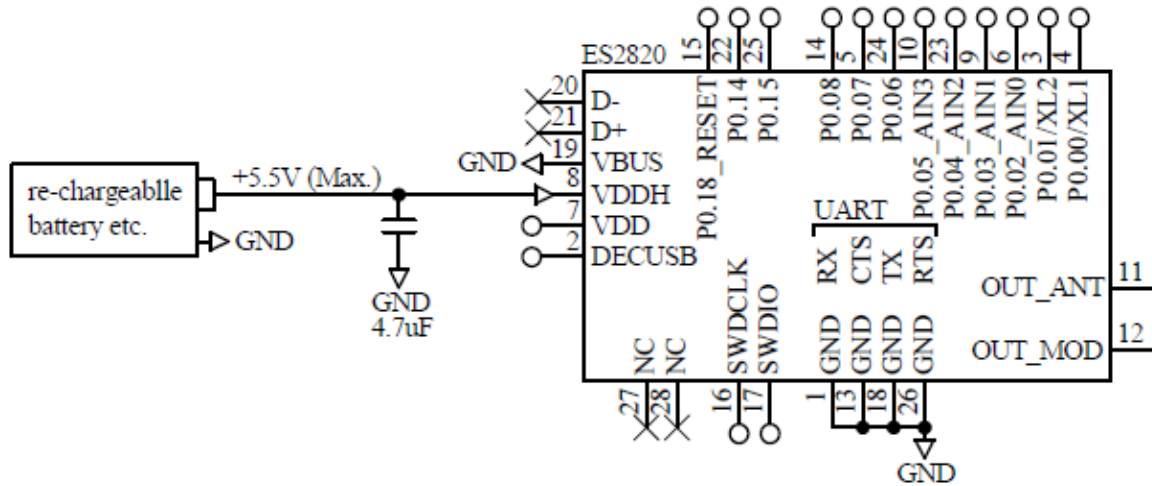 ES2820
15
22
25
14
5
24
10
23
9
6
3
4
P0.18_RESET
P0.14
P0.15
P0.08
P0.07
P0.06
P0.05_AIN3
P0.04_AIN2
P0.03_AIN1
P0.02_AIN0
P0.01/XL2
P0.00/XL1
20 D-
21 D+
GND 19 VBUS
re-chargeablle
battery etc.
+5.5V (Max.)
GND
8 VDDH
7 VDD
2 DECUSB
GND
4.7uF
UART
RX
CTS
TX
RTS
OUT_ANT 11
OUT_MOD 12
NC
NC
SWDCLK
SWDIO
GND
GND
GND
GND
27
28
16
17
1
13
18
26
GND